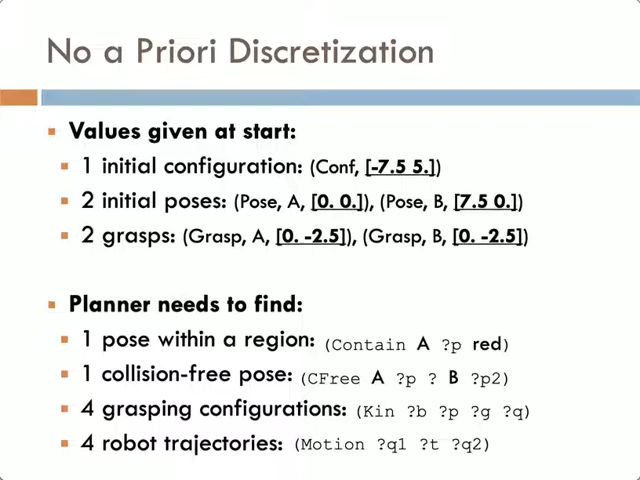 No a Priori Discretization
Values given at start:
1 initial configuration: (Conf, [-7.5 5.])
2 initial poses: (Pose, A, [0. 0.]), (Pose, B, [7.5 0.])
2 grasps: (Grasp, A, [0. -2.5]), (Grasp, B, [0. -2.5])
Planner needs to find:
1 pose within a region: (Contain A ?p red)
1 collision-free pose: (CFree A ?p ? B ?p2)
4 grasping configurations: (Kin ?b ?p ?g ?q)
4 robot trajectories: (Motion ?q1 ?t ?q2)